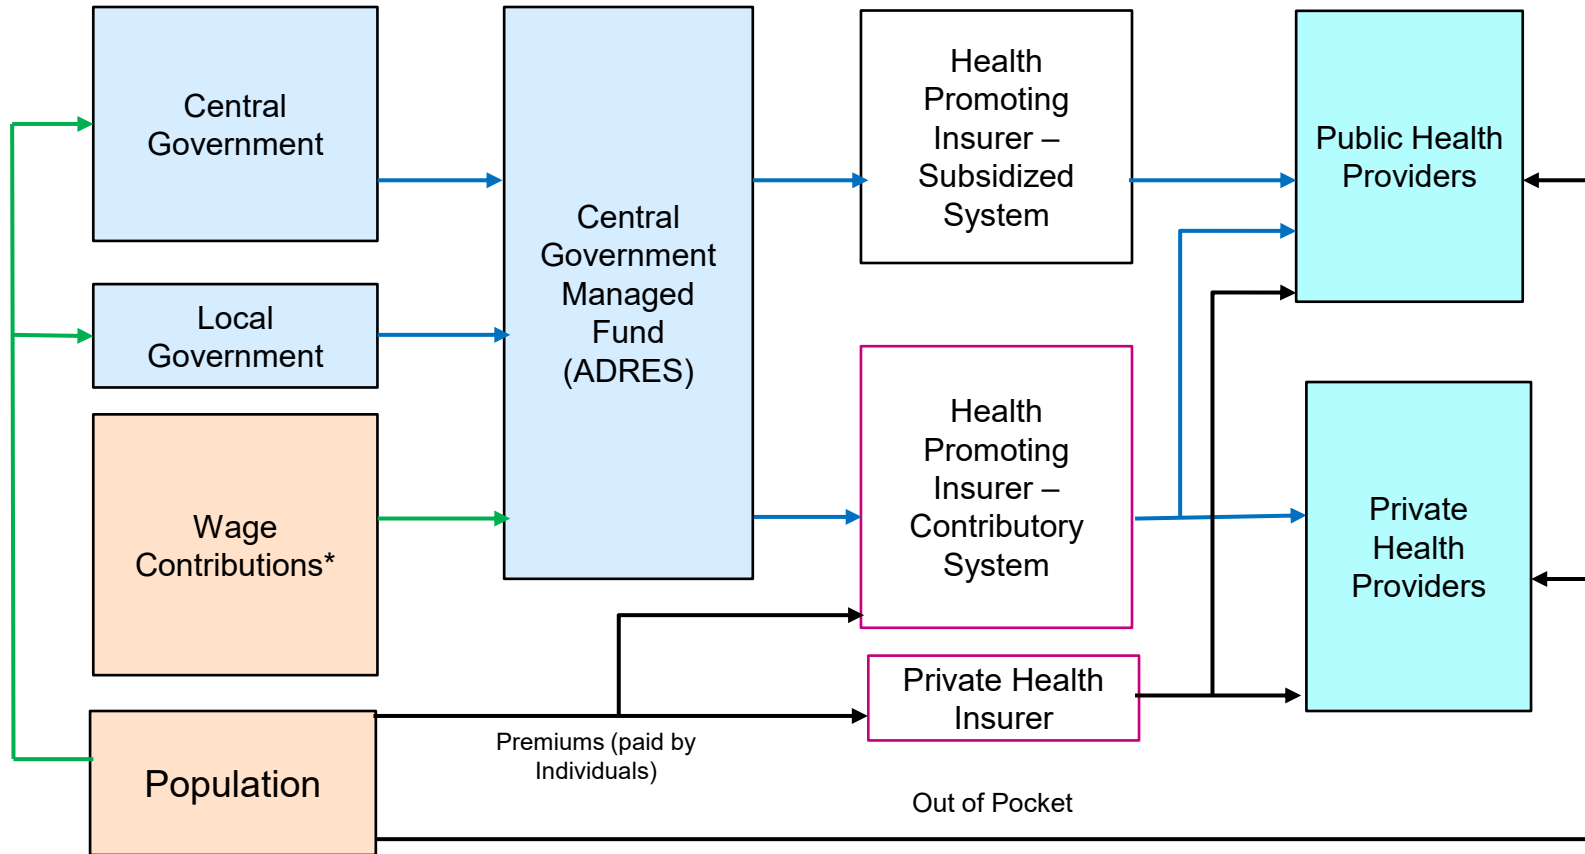 Central
Government
Local
Government
Wage
Contributions*
Population
Central
Government
Managed
Fund
(ADRES)
Premiums (paid by
Individuals)
Health
Promoting
Insurer –
Subsidized
System
Health
Promoting
Insurer –
Contributory
System
Private Health
Insurer
Out of Pocket
Public Health
Providers
Private
Health
Providers